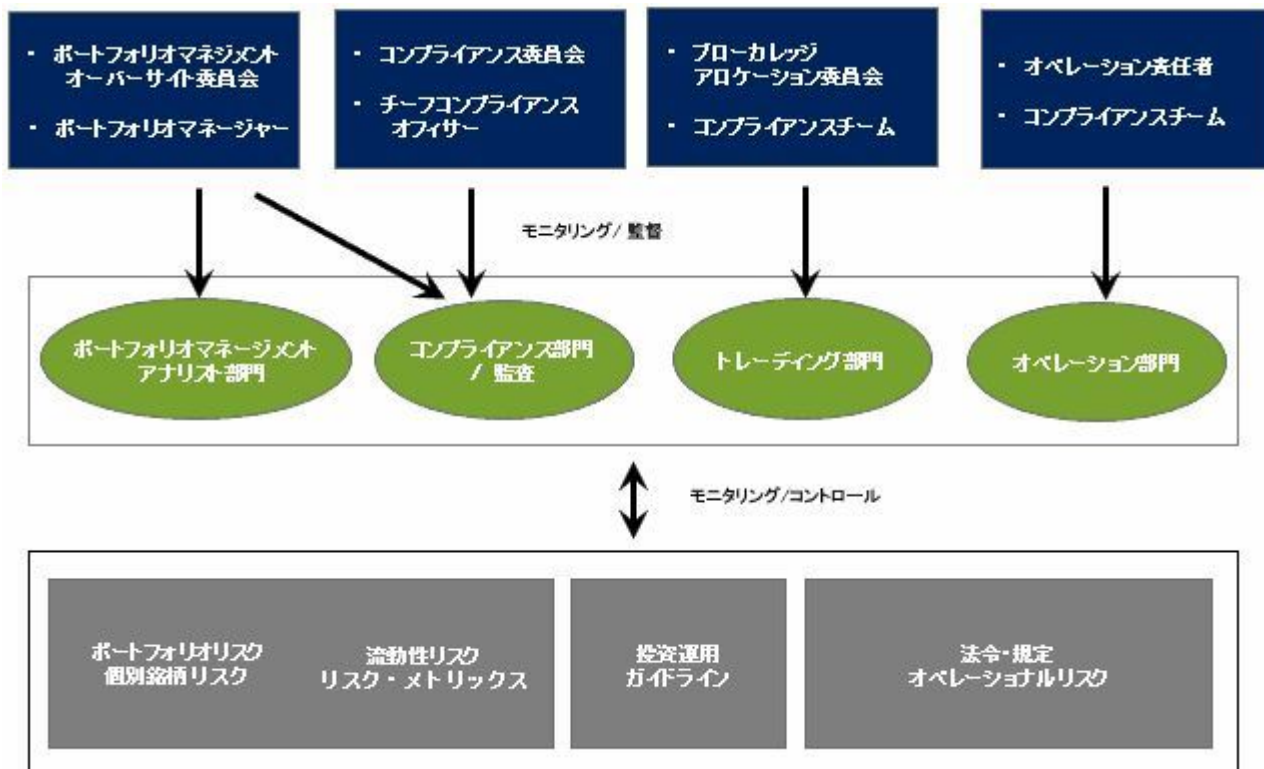 ・ ポートフォリオマネジメント
オーバーサイト委員会
・ ポートフォリオマネージャー
・ コンプライアンス委員会
・ チーフコンプライアンス
オフィサー
・ ブローカレッジ
アロケーション委員会
・ コンプライアンスチーム
・ オペレーション責任者
・ コンプライアンスチーム
モニタリング/ 監督
ポートフォリオマネージメント
アナリスト部門
コンプライアンス部門
/ 監査
トレーディング部門
オペレーション部門
モニタリング/コントロール
ポートフォリオリスク
個別銘柄リスク
流動性リスク
リスク・メトリックス
投資運用
ガイドライン
法令・規定
オペレーショナルリスク